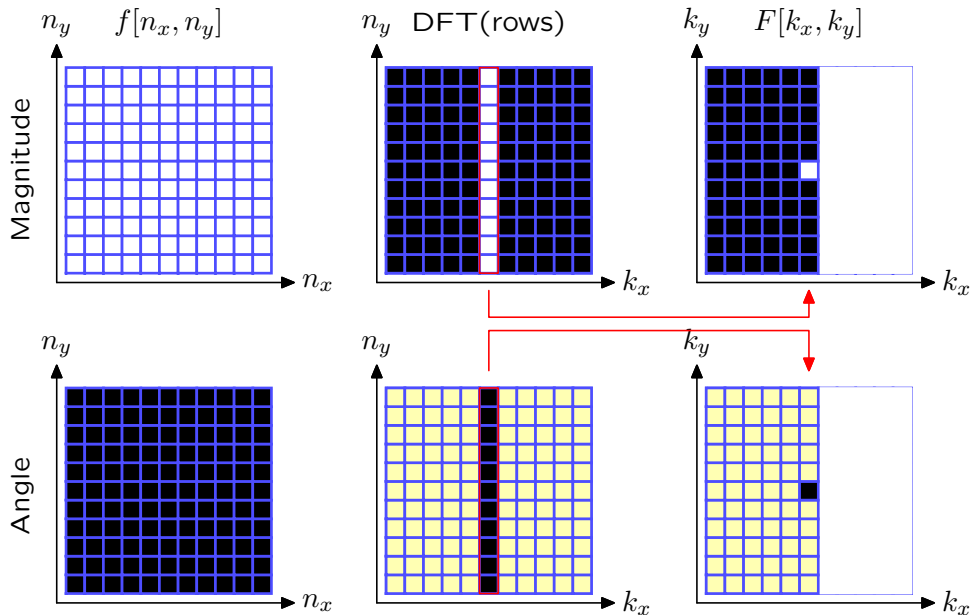 n_y f[n_x, n_y] n_y DFT(rows) k_y F[k_x, k_y]
Magnitude
n_x k_x k_x
n_y n_y k_y
Angle
n_x k_x k_x